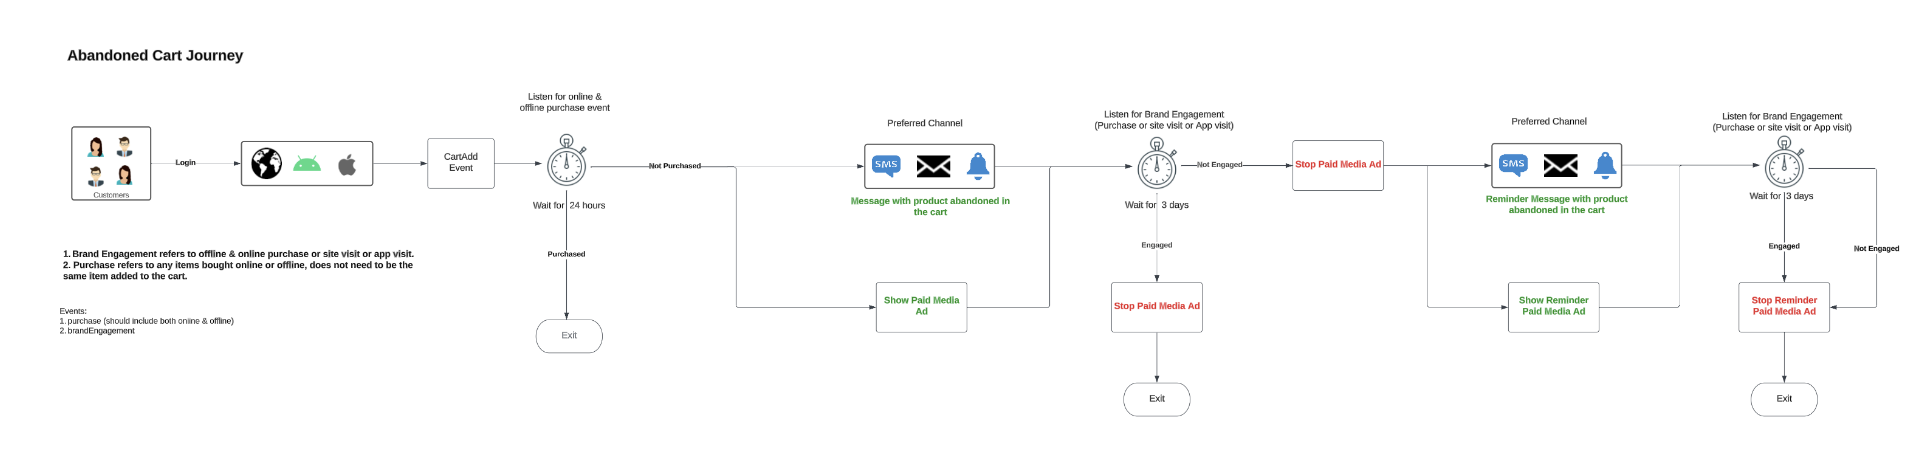 Abandoned Cart Journey
Listen for online &
offline purchase event
Customers
Login
CartAdd
Event
Wait for 24 hours
Purchased
Exit
Not Purchased
Preferred Channel
SMS
Message with product abandoned in
the cart
Show Paid Media
Ad
Listen for Brand Engagement
(Purchase or site visit or App visit)
Wait for 3 days
Engaged
Stop Paid Media Ad
Exit
Not Engaged
Stop Paid Media Ad
Preferred Channel
SMS
Reminder Message with product
abandoned in the cart
Show Reminder
Paid Media Ad
Listen for Brand Engagement
(Purchase or site visit or App visit)
Wait for 3 days
Engaged
Not Engaged
Stop Reminder
Paid Media Ad
Exit
1. Brand Engagement refers to offline & online purchase or site visit or app visit.
2. Purchase refers to any items bought online or offline, does not need to be the
same item added to the cart.
Events:
1. purchase (should include both online & offline)
2. brandEngagement